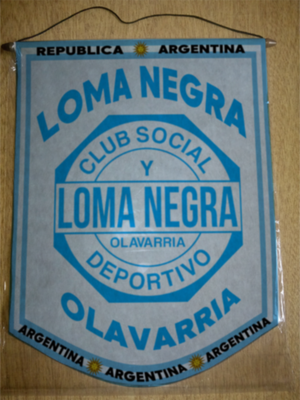 REPUBLICA ARGENTINA
LOMA NEGRA
CLUB SOCIAL
Y
LOMA NEGRA
OLAVARRIA
DEPORTIVO
OLAVARRIA
ARGENTINA ARGENTINA ARGENTINA